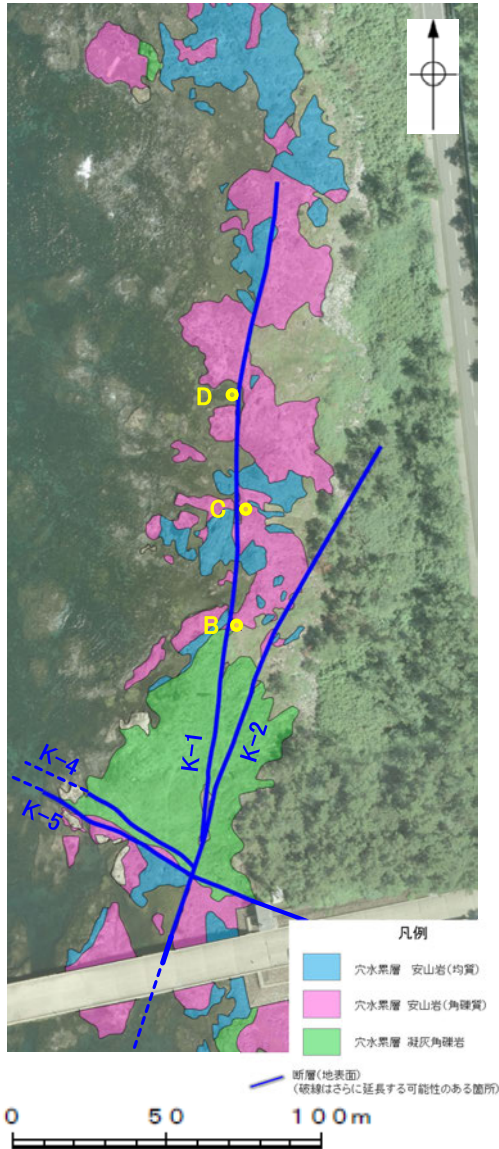 D
C
B
K-1
K-2
K-4
K-5
凡例
穴水累層 安山岩(均質)
穴水累層 安山岩(角礫質)
穴水累層 凝灰角礫岩
断層(地表面)
(破線はさらに延長する可能性のある箇所)
0 50 100m